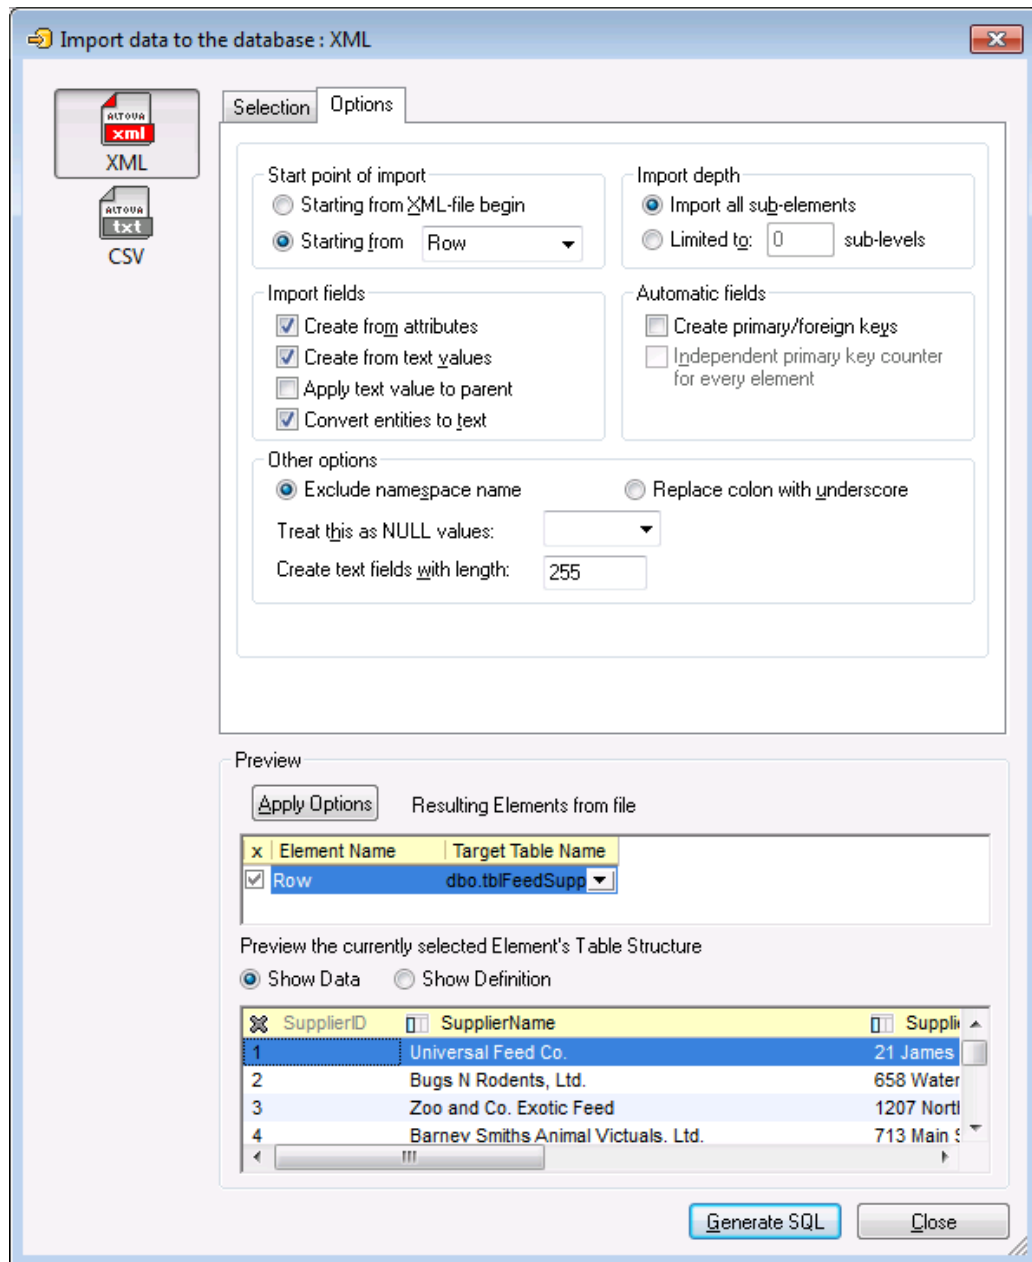 Import data to the database : XML
ALTOVA
xml
XML
ALTOVA
txt
CSV
Selection
Options
Start point of import
Starting from XML-file begin
Starting from
Row
Import depth
Import all sub-elements
Limited to:
0
sub-levels
Import fields
Create from attributes
Create from text values
Apply text value to parent
Convert entities to text
Automatic fields
Create primary/foreign keys
Independent primary key counter
for every element
Other options
Exclude namespace name
Replace colon with underscore
Treat this as NULL values:
Create text fields with length:
255
Preview
Apply Options
Resulting Elements from file
x Element Name Target Table Name
Row dbo.tblFeedSupp
Preview the currently selected Element's Table Structure
Show Data Show Definition
SupplierID SupplierName Suppli
1 Universal Feed Co. 21 James
2 Bugs N Rodents, Ltd. 658 Water
3 Zoo and Co. Exotic Feed 1207 North
4 Barney Smiths Animal Victuals, Ltd. 713 Main S
Generate SQL
Close